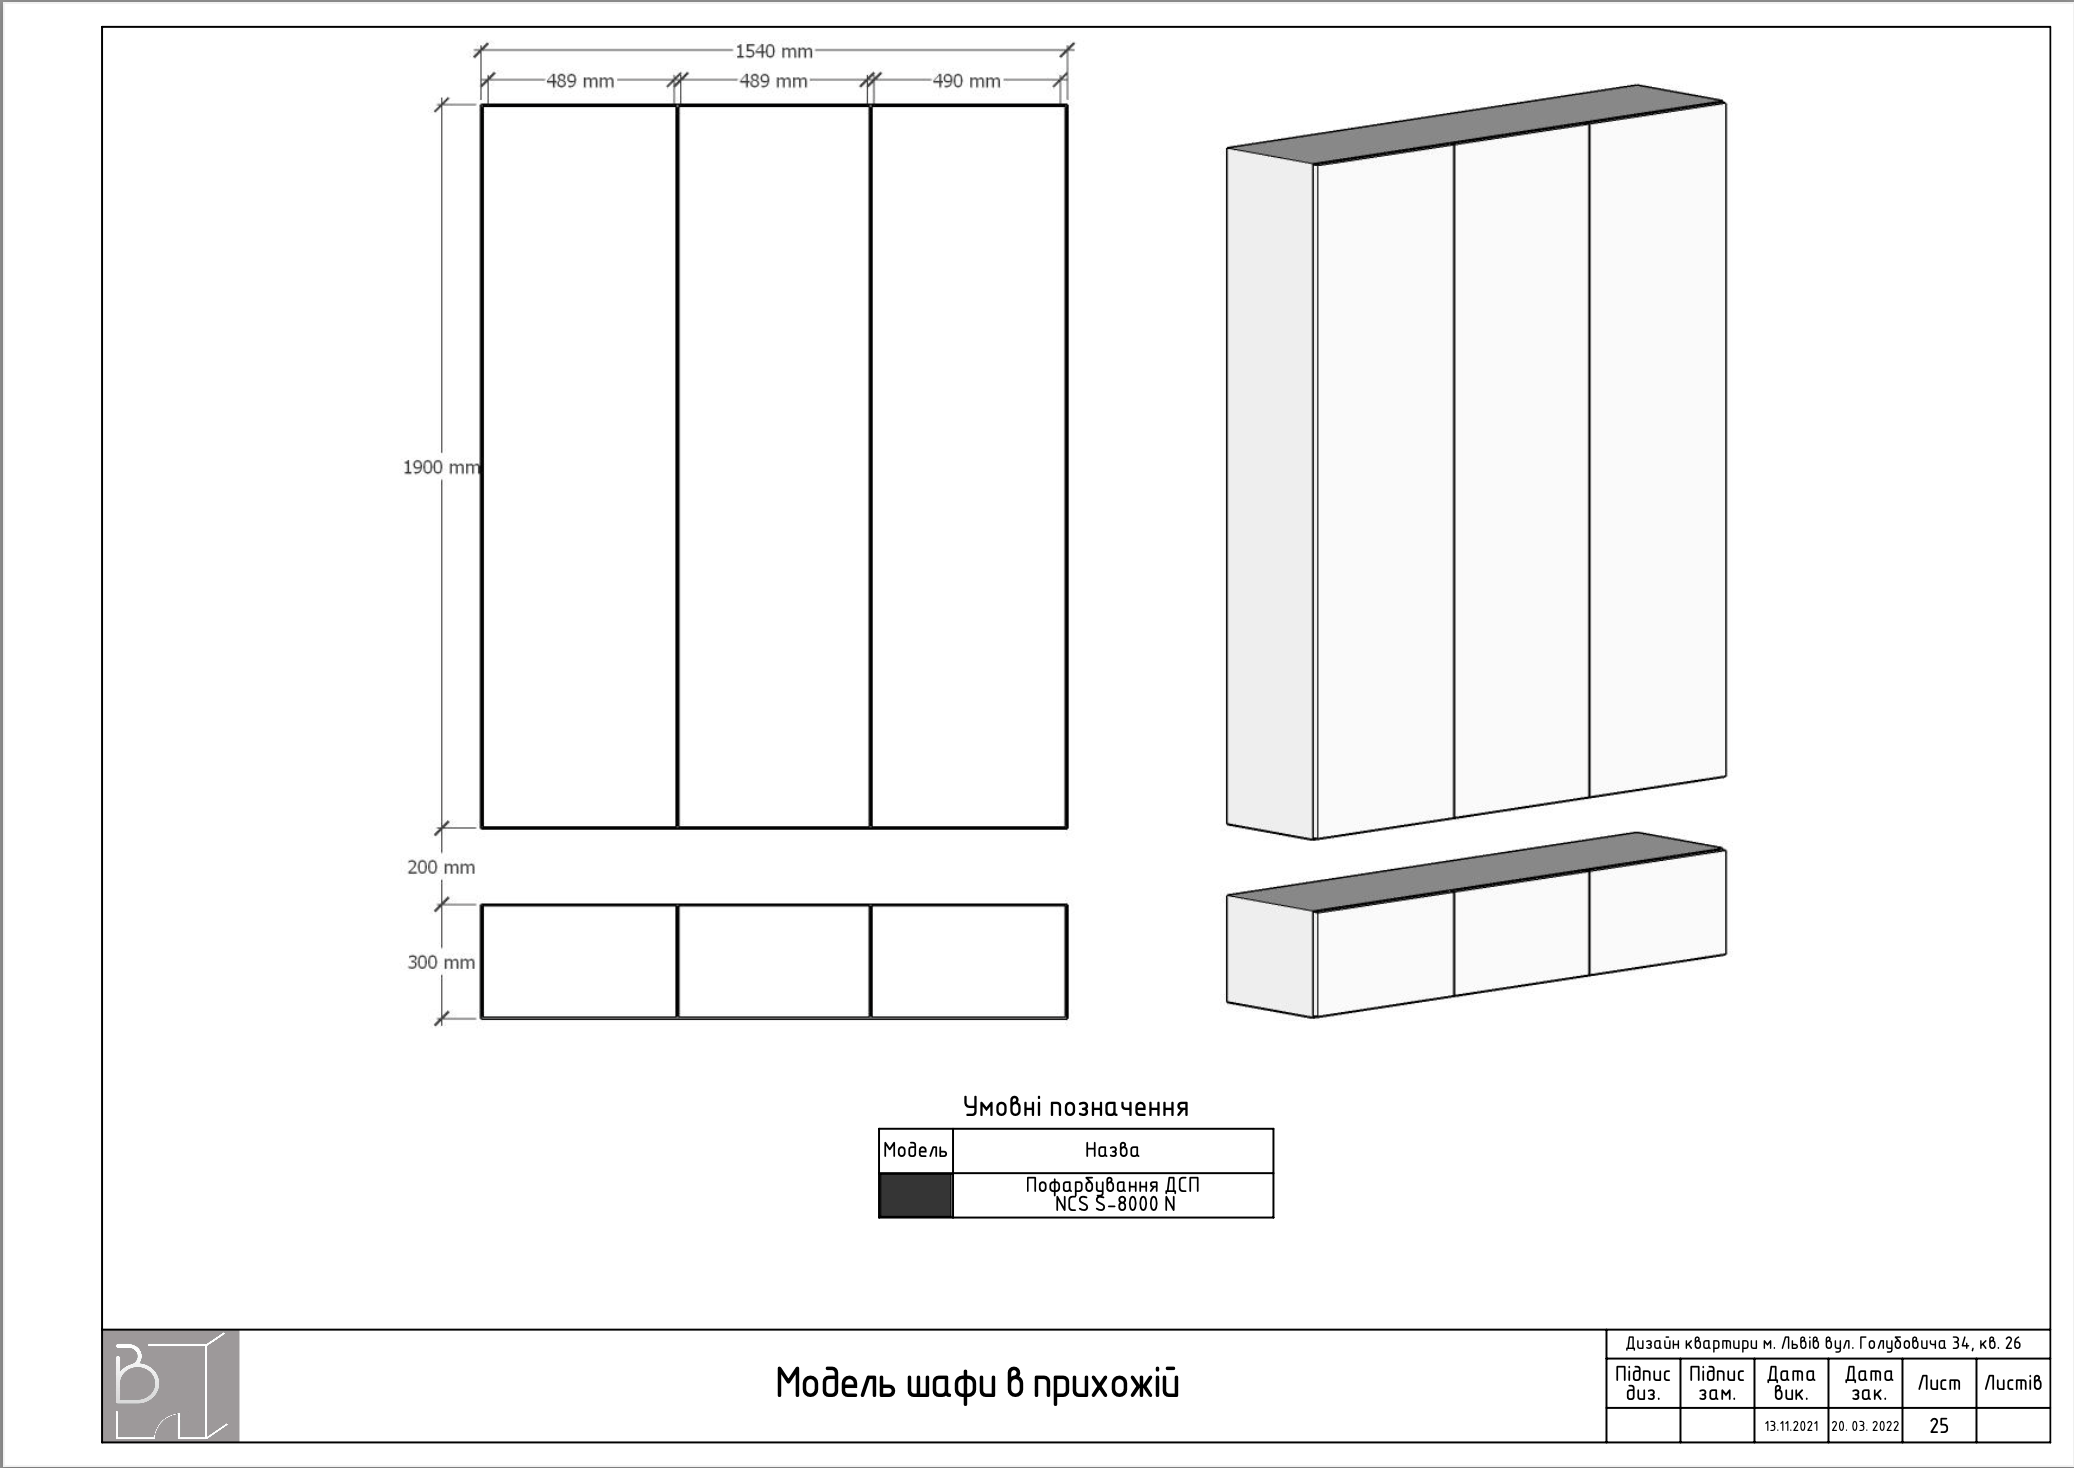 1540 mm
489 mm 489 mm 490 mm
1900 mm
200 mm
300 mm
Умовні позначення
Модель Назва
Пофарбування ДСП
NCS S-8000 N
B
Модель шафи в прихожій
Дизайн квартири м. Львів вул. Голубовича 34, кв. 26
Підпис диз. Підпис зам. Дата вик. Дата зак. Лист Листів
13.11.2021 20. 03. 2022 25